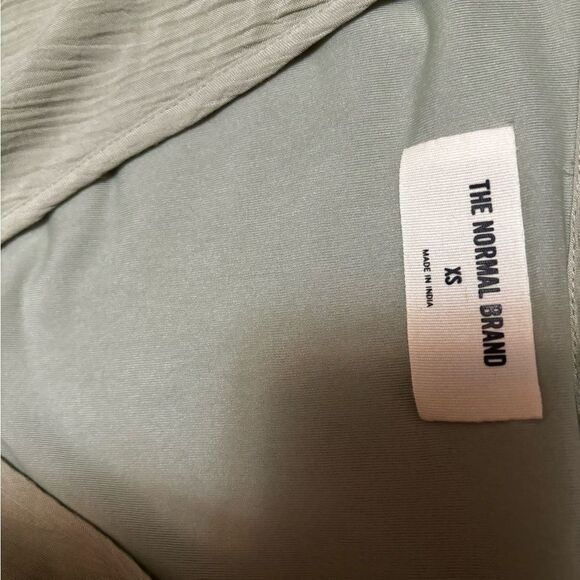 THE NORMAL BRAND
XS
MADE IN INDIA